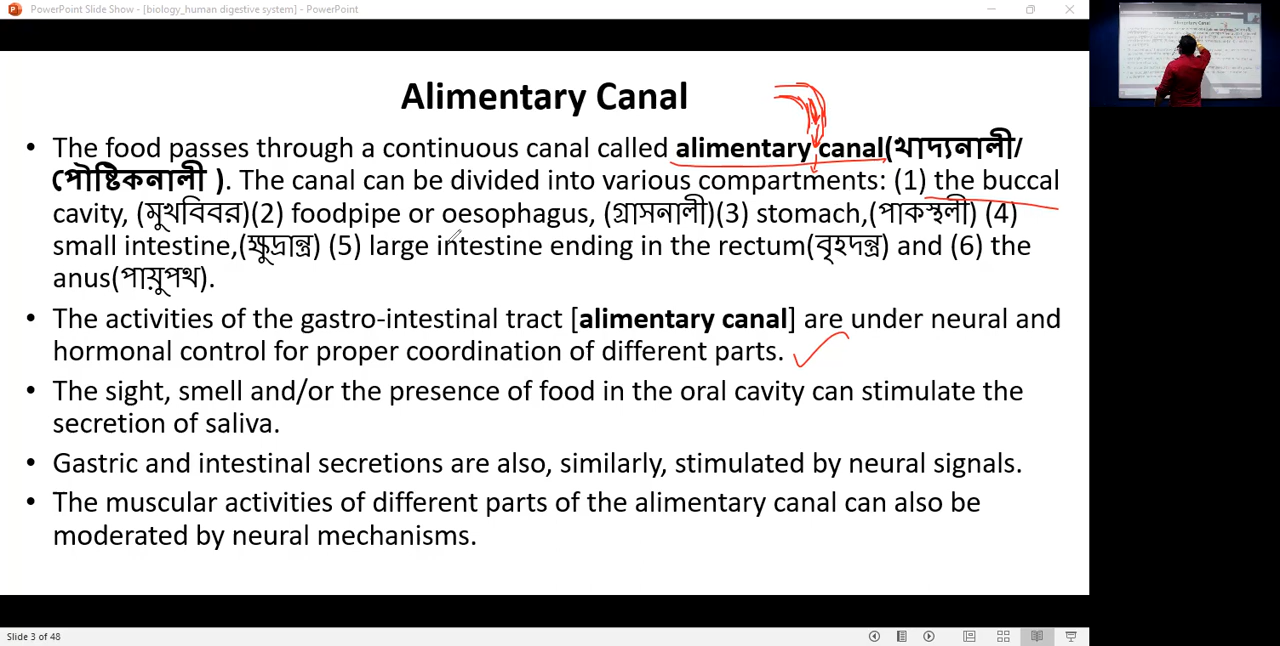 PowerPoint Slide Show - [biology_human digestive system] - PowerPoint
Alimentary Canal
• The food passes through a continuous canal called alimentary canal(খাদ্যনালী/
পৌষ্টিকনালী ). The canal can be divided into various compartments: (1) the buccal
cavity, (মুখবিবর)(2) foodpipe or oesophagus, (গ্রাসনালী)(3) stomach,(পাকস্থলী) (4)
small intestine,(ক্ষুদ্রান্ত্র) (5) large intestine ending in the rectum(বৃহদন্ত্র) and (6) the
anus(পায়ুপথ).
• The activities of the gastro-intestinal tract [alimentary canal] are under neural and
hormonal control for proper coordination of different parts.
• The sight, smell and/or the presence of food in the oral cavity can stimulate the
secretion of saliva.
• Gastric and intestinal secretions are also, similarly, stimulated by neural signals.
• The muscular activities of different parts of the alimentary canal can also be
moderated by neural mechanisms.
Slide 3 of 48